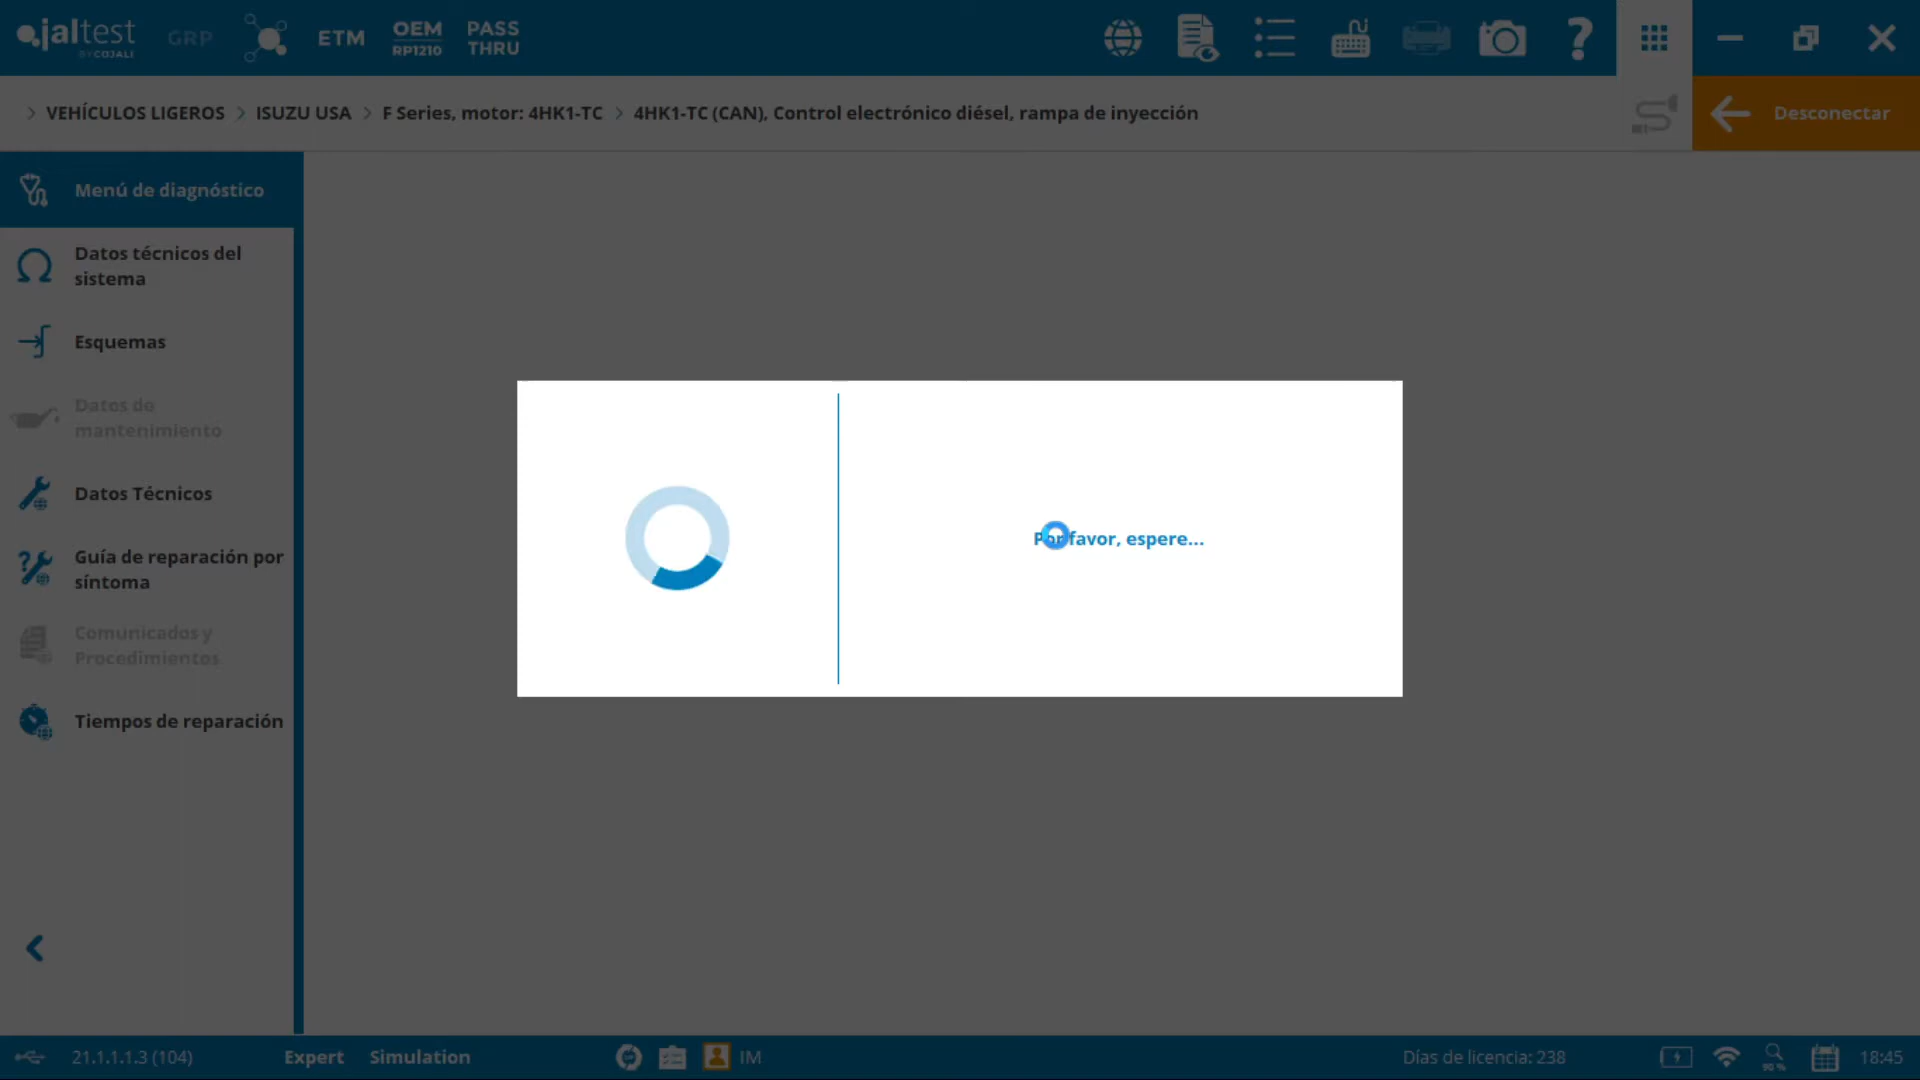 jaltest
BY COJALI
GRP
ETM
OEM
RP1210
PASS
THRU
> VEHÍCULOS LIGEROS > ISUZU USA > F Series, motor: 4HK1-TC > 4HK1-TC (CAN), Control electrónico diésel, rampa de inyección
Desconectar
Menú de diagnóstico
Datos técnicos del
sistema
Esquemas
Datos de
mantenimiento
Datos Técnicos
Guía de reparación por
síntoma
Comunicados y
Procedimientos
Tiempos de reparación
Por favor, espere...
21.1.1.1.3 (104)
Expert
Simulation
IM
Días de licencia: 238
90 %
18:45